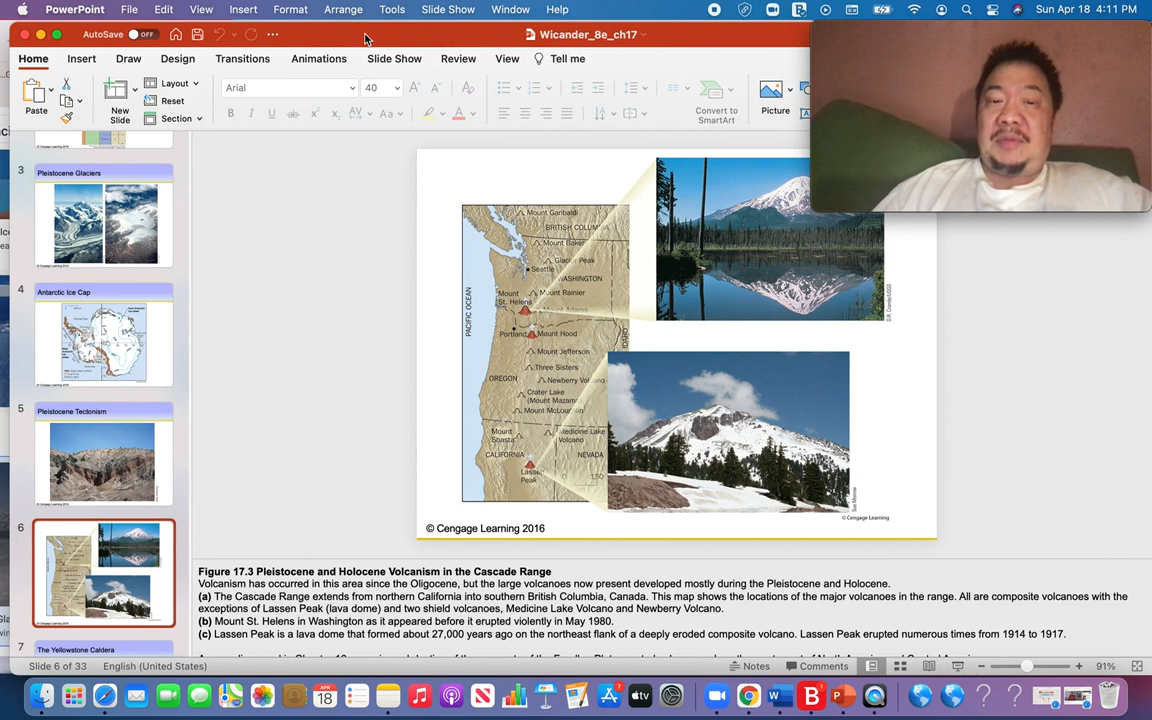 PowerPoint File Edit View Insert Format Arrange Tools Slide Show Window Help Sun Apr 18 4:11 PM
AutoSave OFF Wicander_8e_ch17
Home Insert Draw Design Transitions Animations Slide Show Review View Tell me
Paste
New
Slide
Layout
Reset
Section
Arial 40
Convert to
SmartArt
Picture
3 Pleistocene Glaciers
4 Antarctic Ice Cap
5 Pleistocene Tectonism
6
7 The Yellowstone Caldera
Mount Garibaldi
Mount Baker
Glacier Peak
Seattle
WASHINGTON
Mount Rainier
Mount
St. Helens
Mount Adams
PACIFIC OCEAN
Portland
Mount Hood
IDAHO
Mount Jefferson
Three Sisters
OREGON
Crater Lake
Mount
Shasta
Medicine Lake
Volcano
CALIFORNIA
NEVADA
Lassen
Peak
150
© Cengage Learning
© Cengage Learning 2016
Figure 17.3 Pleistocene and Holocene Volcanism in the Cascade Range
Volcanism has occurred in this area since the Oligocene, but the large volcanoes now present developed mostly during the Pleistocene and Holocene.
(a) The Cascade Range extends from northern California into southern British Columbia, Canada. This map shows the locations of the major volcanoes in the range. All are composite volcanoes with the
exceptions of Lassen Peak (lava dome) and two shield volcanoes, Medicine Lake Volcano and Newberry Volcano.
(b) Mount St. Helens in Washington as it appeared before it erupted violently in May 1980.
(c) Lassen Peak is a lava dome that formed about 27,000 years ago on the northeast flank of a deeply eroded composite volcano. Lassen Peak erupted numerous times from 1914 to 1917.
Slide 6 of 33 English (United States) Notes Comments 91%